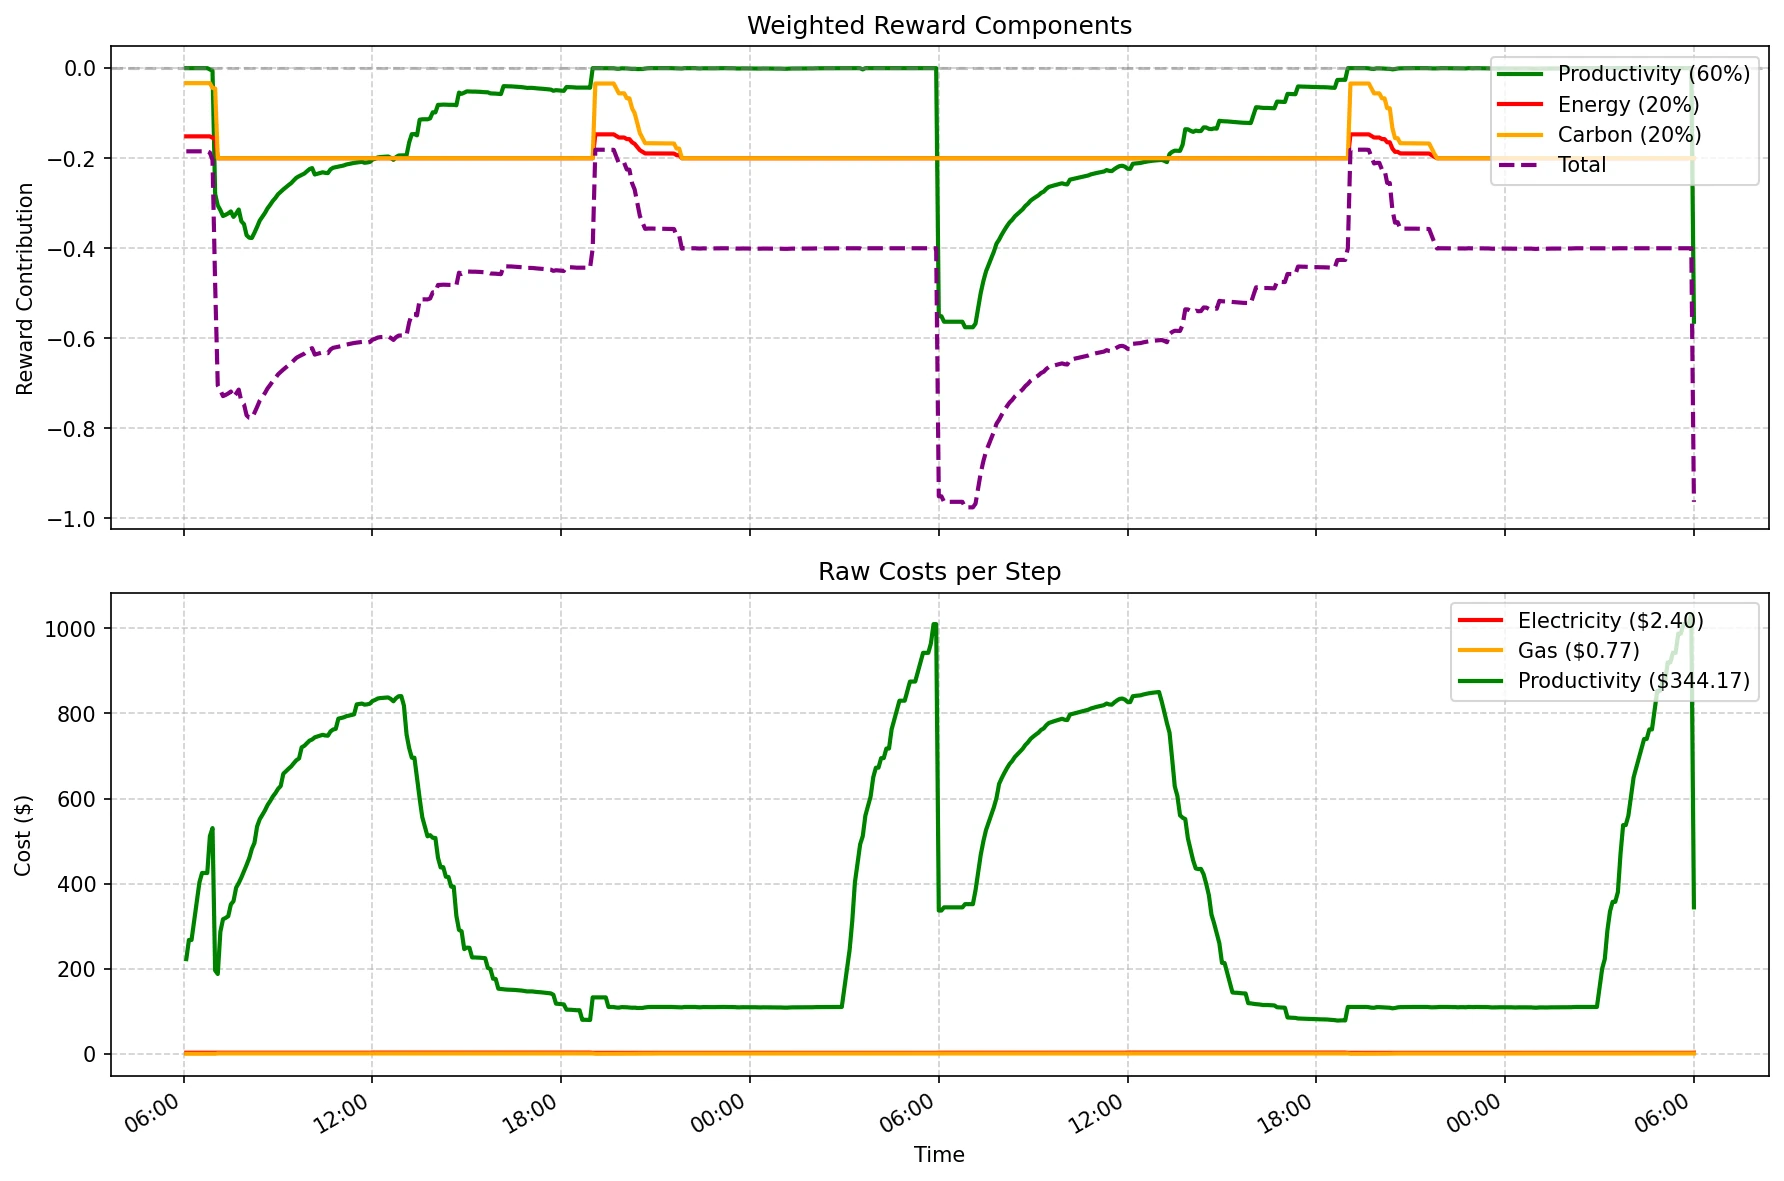 Weighted Reward Components
Reward Contribution
0.0
−0.2
−0.4
−0.6
−0.8
−1.0
Productivity (60%)
Energy (20%)
Carbon (20%)
Total
Raw Costs per Step
Cost ($)
1000
800
600
400
200
0
Electricity ($2.40)
Gas ($0.77)
Productivity ($344.17)
06:00
12:00
18:00
00:00
06:00
12:00
18:00
00:00
06:00
Time